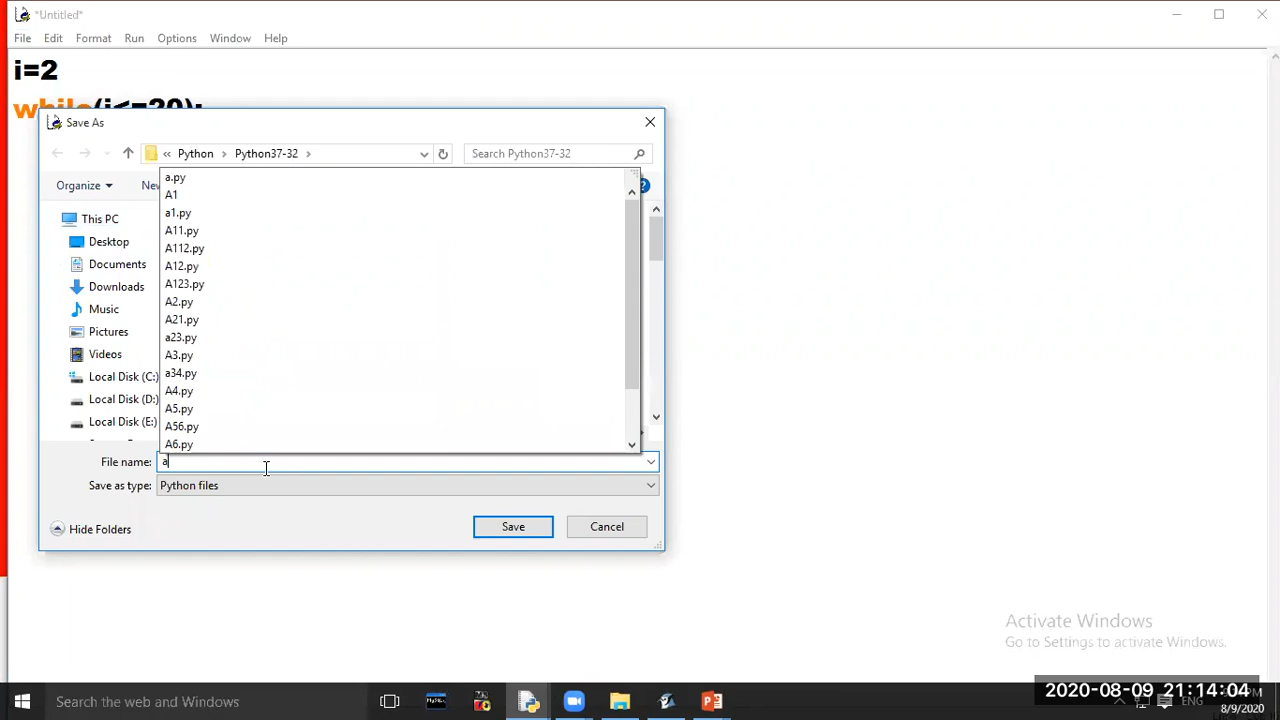 *Untitled*
File Edit Format Run Options Window Help
i=2
while(i<=20):
Save As
« Python > Python37-32 >
Search Python37-32
Organize
This PC
Desktop
Documents
Downloads
Music
Pictures
Videos
Local Disk (C:)
Local Disk (D:)
Local Disk (E:)
a.py
A1
a1.py
A11.py
A112.py
A12.py
A123.py
A2.py
A21.py
a23.py
A3.py
a34.py
A4.py
A5.py
A56.py
A6.py
File name: a
Save as type: Python files
Hide Folders
Save Cancel
Activate Windows
Go to Settings to activate Windows.
Search the web and Windows
2020-08-09 21:14:04
ENG
8/9/2020